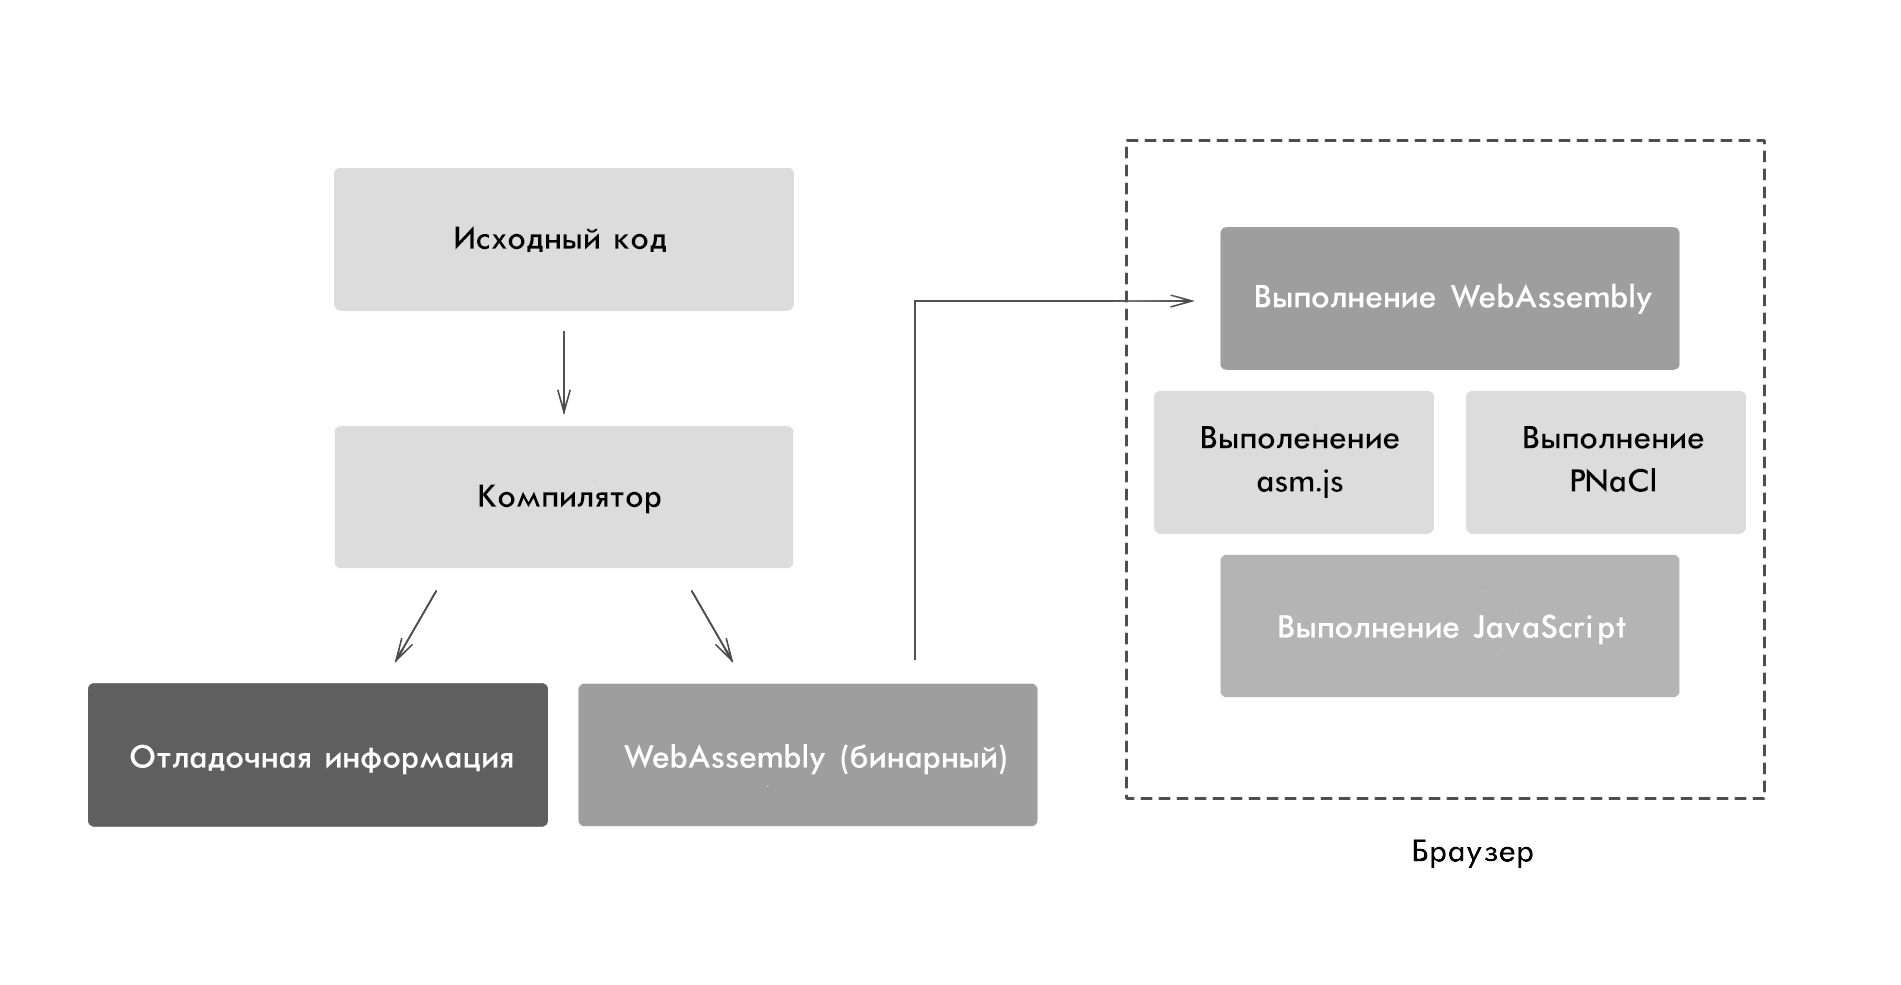 Исходный код
Компилятор
Отладочная информация
WebAssembly (бинарный)
Выполнение WebAssembly
Выполенение
asm.js
Выполнение
PNaCl
Выполнение JavaScript
Браузер